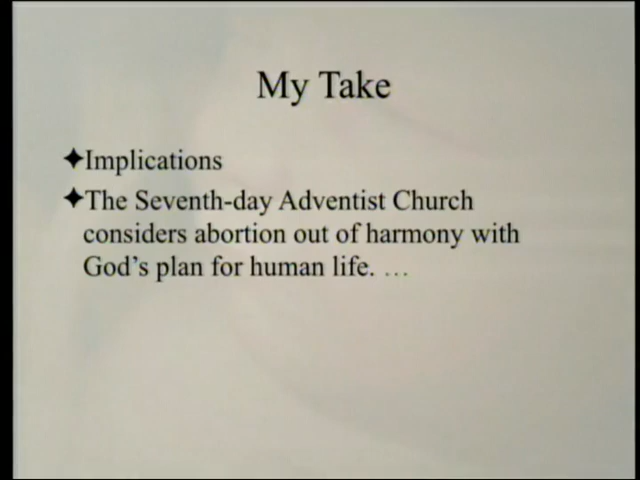 My Take
✦Implications
✦The Seventh-day Adventist Church
considers abortion out of harmony with
God's plan for human life. …